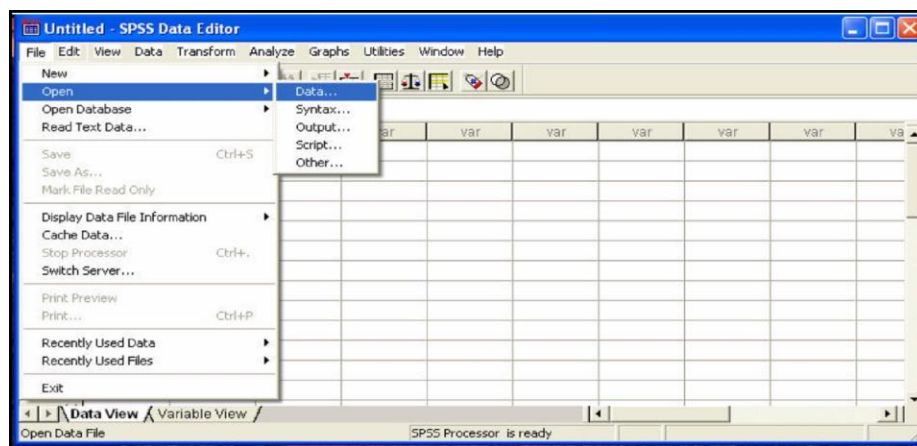 Untitled - SPSS Data Editor
File Edit View Data Transform Analyze Graphs Utilities Window Help
New
Open
Open Database
Read Text Data...
Save Ctrl+S
Save As...
Mark File Read Only
Display Data File Information
Cache Data...
Stop Processor Ctrl+.
Switch Server...
Print Preview
Print... Ctrl+P
Recently Used Data
Recently Used Files
Exit
Data...
Syntax...
Output...
Script...
Other...
var var var var var var
Data View Variable View
Open Data File SPSS Processor is ready